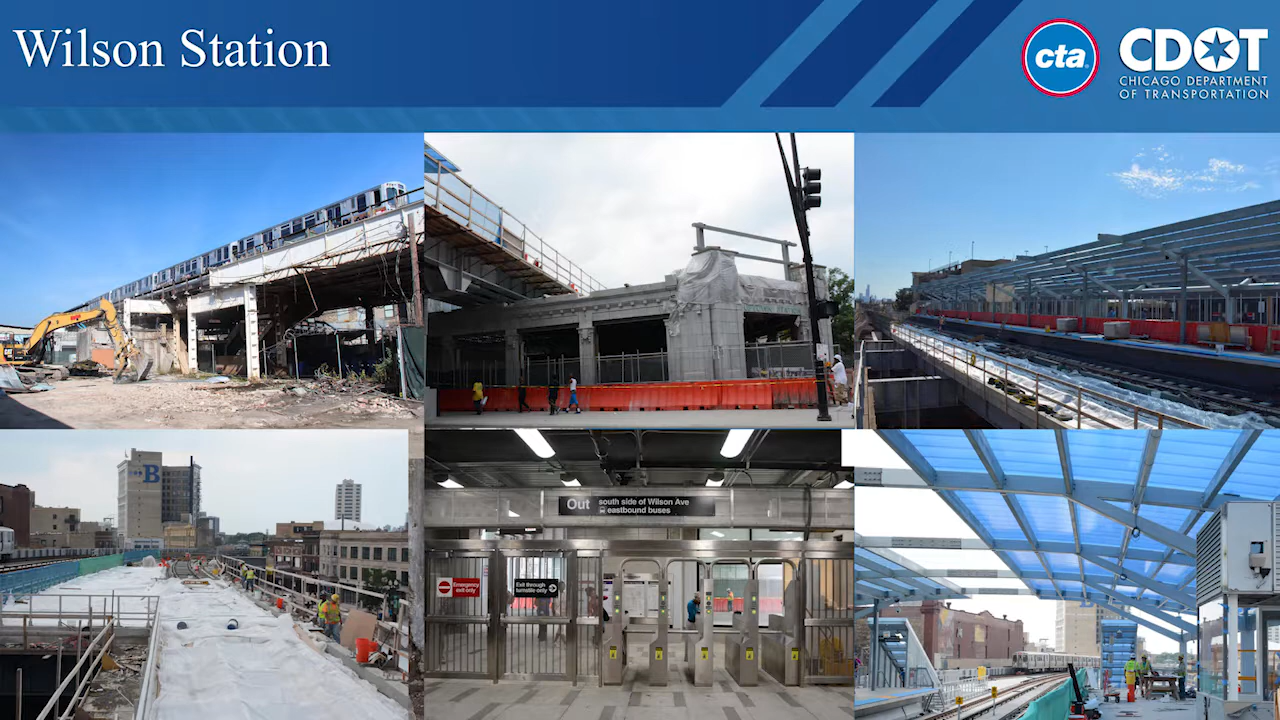 Wilson Station
cta
CDOT
CHICAGO DEPARTMENT
OF TRANSPORTATION
B
Out
south side of Wilson Ave
eastbound buses
Emergency
exit only
Exit through
turnstile only